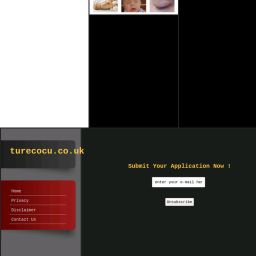 turecocu.co.uk
Submit Your Application Now !
enter your e-mail her
Unsubscribe
Home
Privacy
Disclaimer
Contact Us